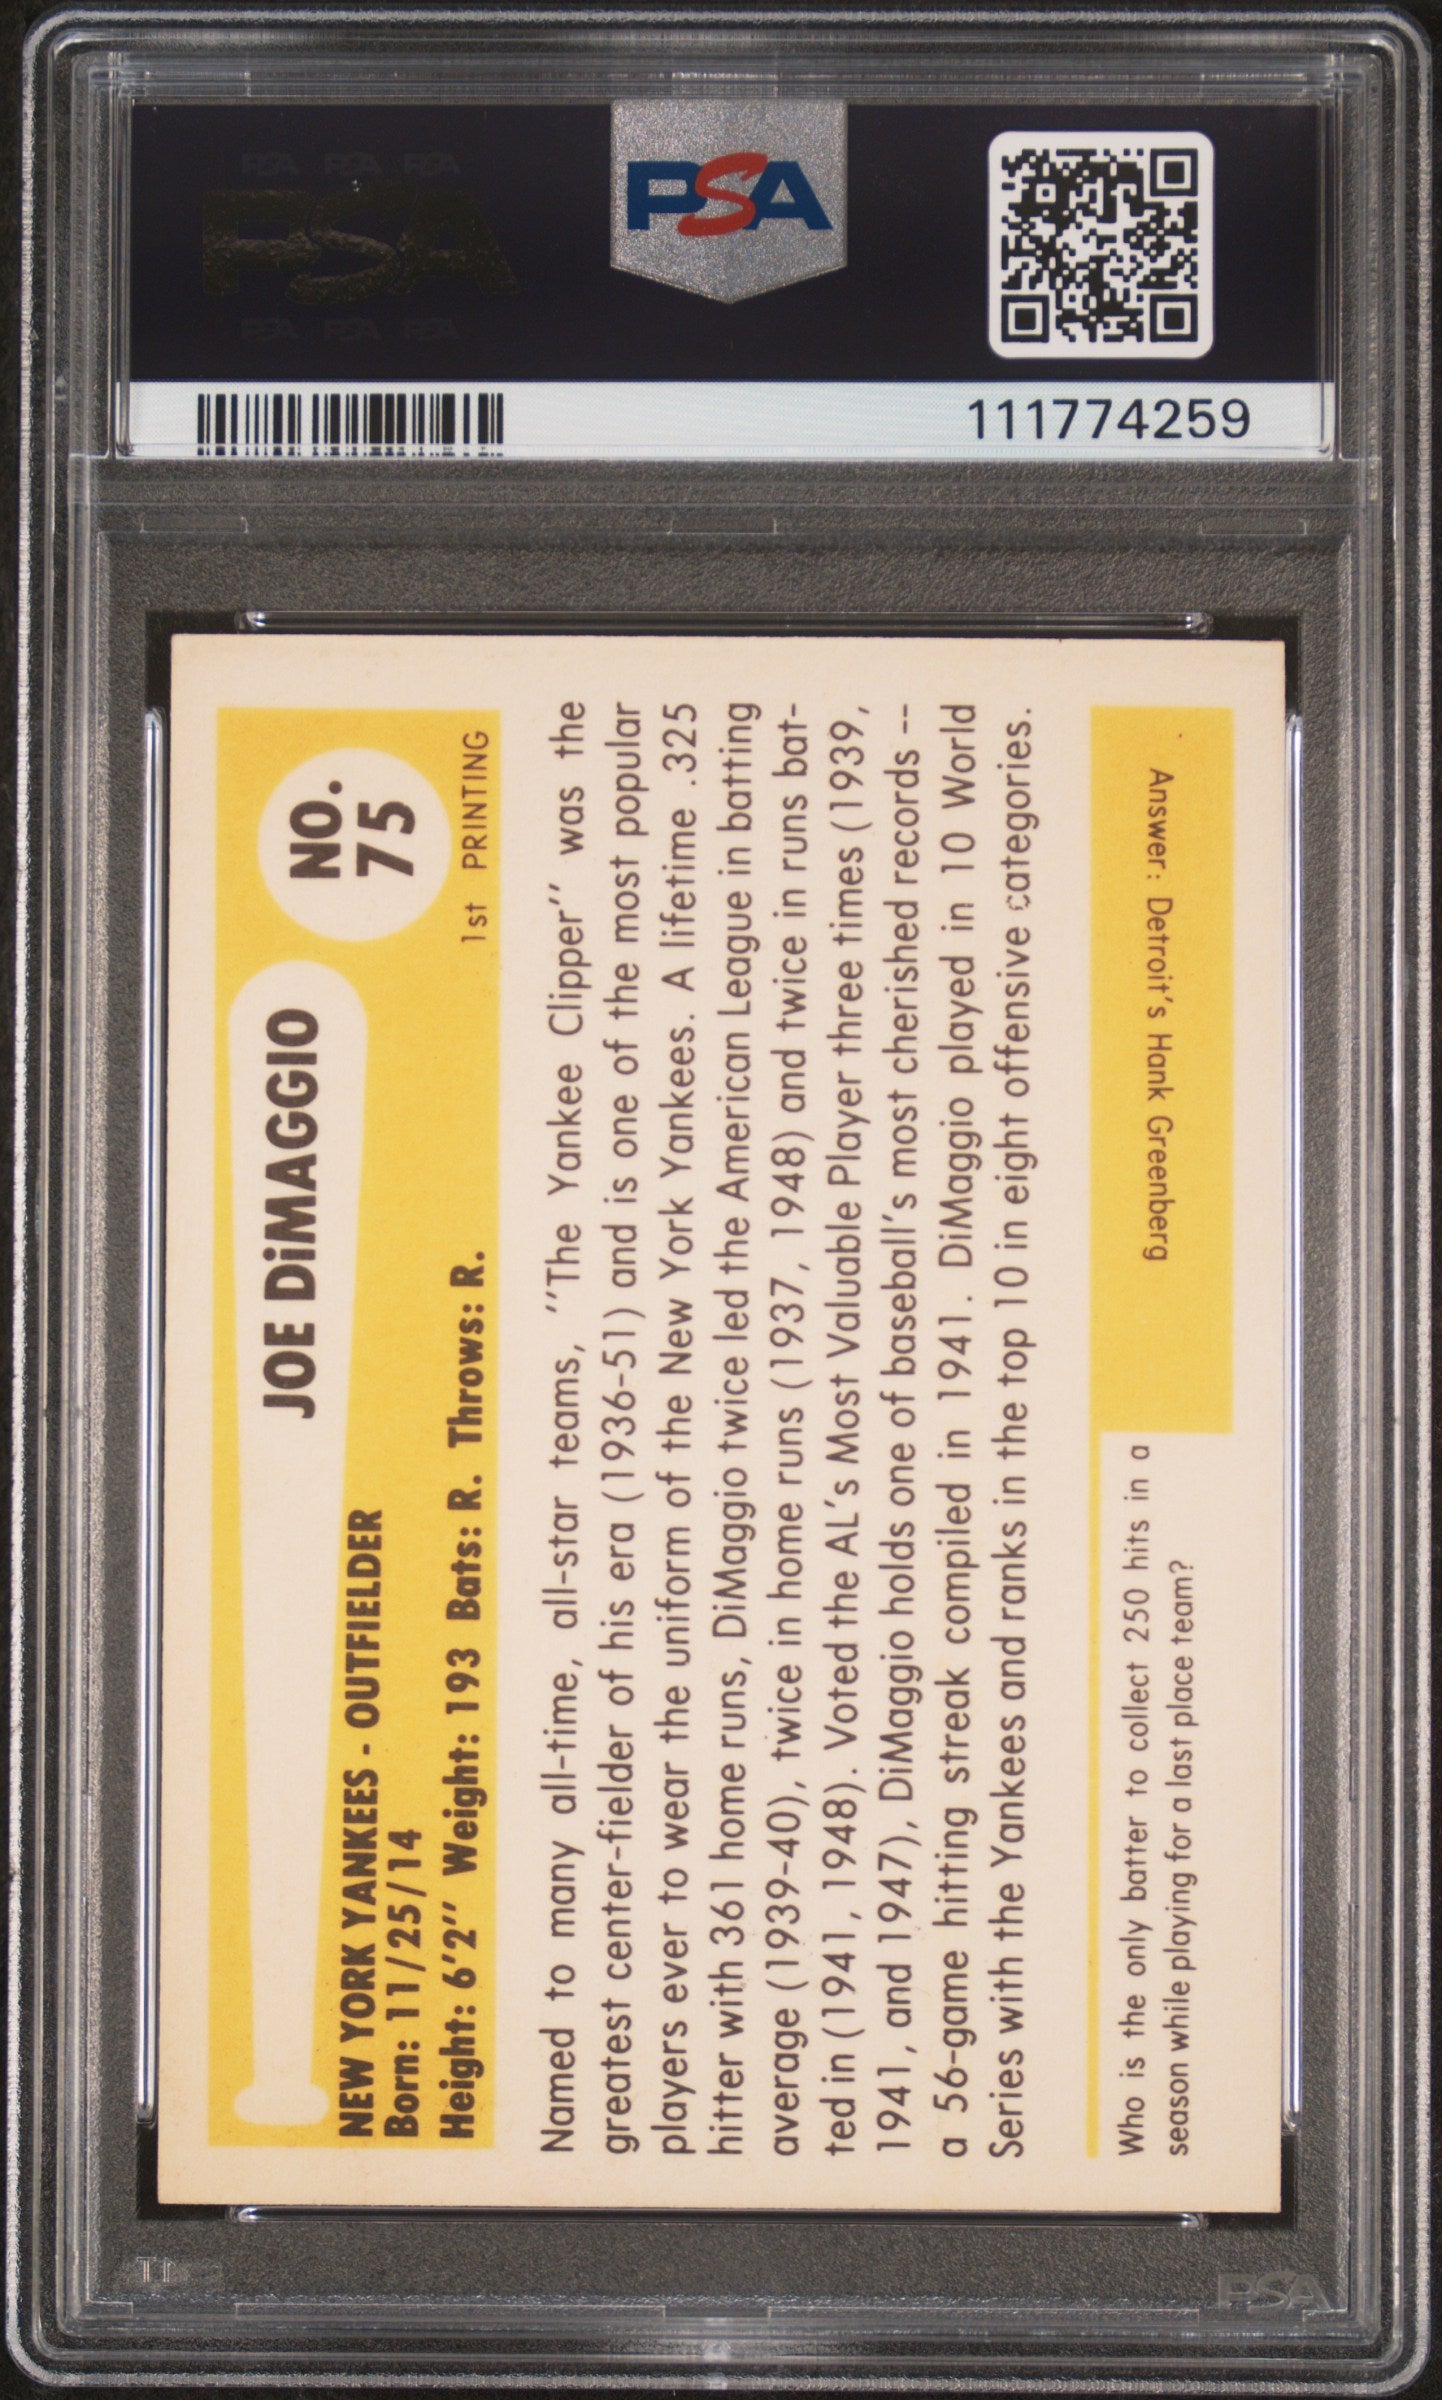 PSA PSA PSA
PSA
PSA PSA PSA
PSA
111774259
JOE DiMAGGIO
NO.
75
1st PRINTING
NEW YORK YANKEES - OUTFIELDER
Born: 11/25/14
Height: 6'2" Weight: 193 Bats: R. Throws: R.
Named to many all-time, all-star teams, "The Yankee Clipper" was the
greatest center-fielder of his era (1936-51) and is one of the most popular
players ever to wear the uniform of the New York Yankees. A lifetime .325
hitter with 361 home runs, DiMaggio twice led the American League in batting
average (1939-40), twice in home runs (1937, 1948) and twice in runs bat-
ted in (1941, 1948). Voted the AL's Most Valuable Player three times (1939,
1941, and 1947), DiMaggio holds one of baseball's most cherished records --
a 56-game hitting streak compiled in 1941. DiMaggio played in 10 World
Series with the Yankees and ranks in the top 10 in eight offensive categories.
Who is the only batter to collect 250 hits in a
season while playing for a last place team?
Answer: Detroit's Hank Greenberg
PSA